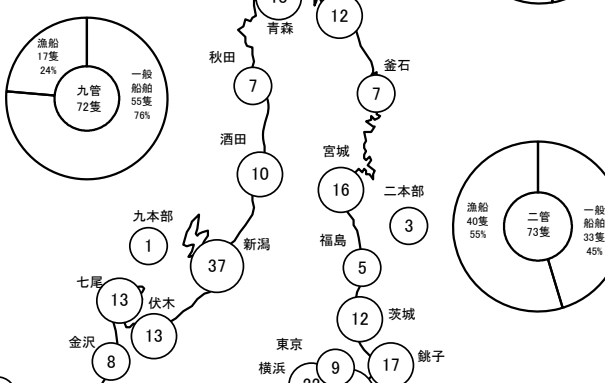 12
青森
漁船
17隻
24%
九管
72隻
一般
船舶
55隻
76%
秋田
7
釜石
7
酒田
10
宮城
16
二本部
3
漁船
40隻
55%
二管
73隻
一般
船舶
33隻
45%
九本部
1
新潟
37
福島
5
七尾
13
伏木
13
茨城
12
金沢
8
東京
9
横浜
銚子
17